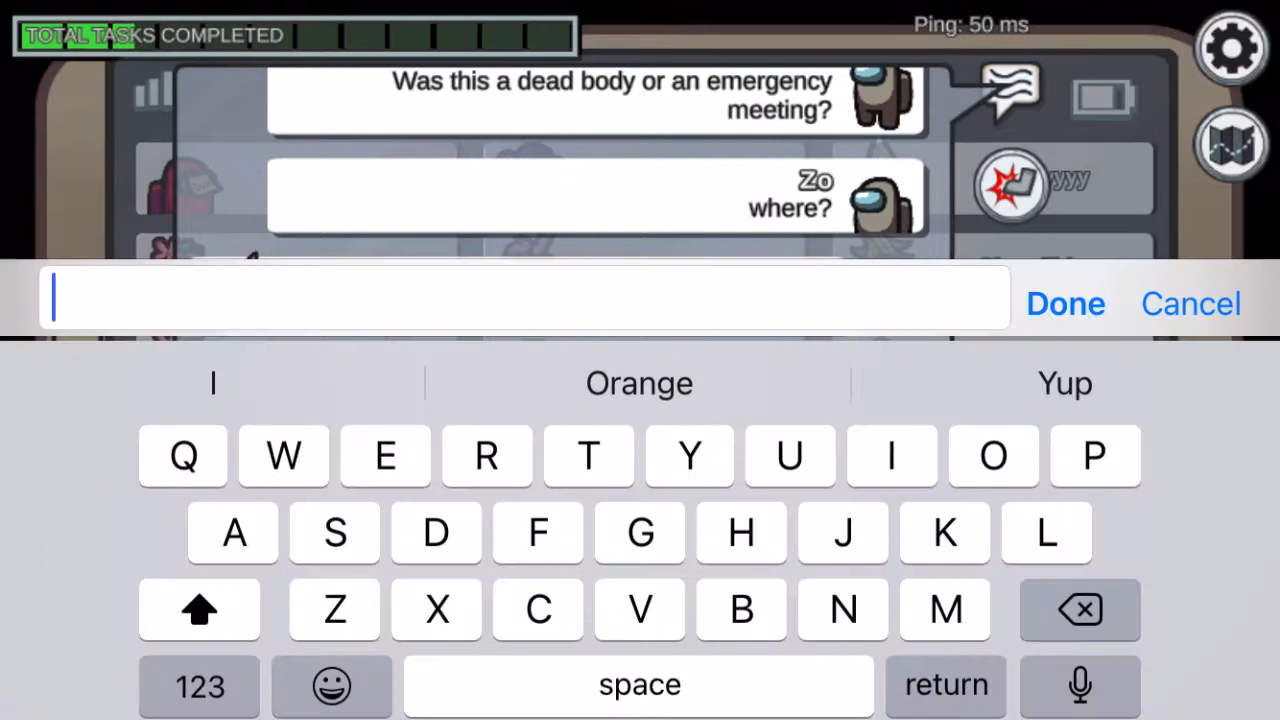 TOTAL TASKS COMPLETED
Ping: 50 ms
Was this a dead body or an emergency
meeting?
Zo
where?
Done
Cancel
I
Orange
Yup
Q W E R T Y U I O P
A S D F G H J K L
Z X C V B N M
123
space
return